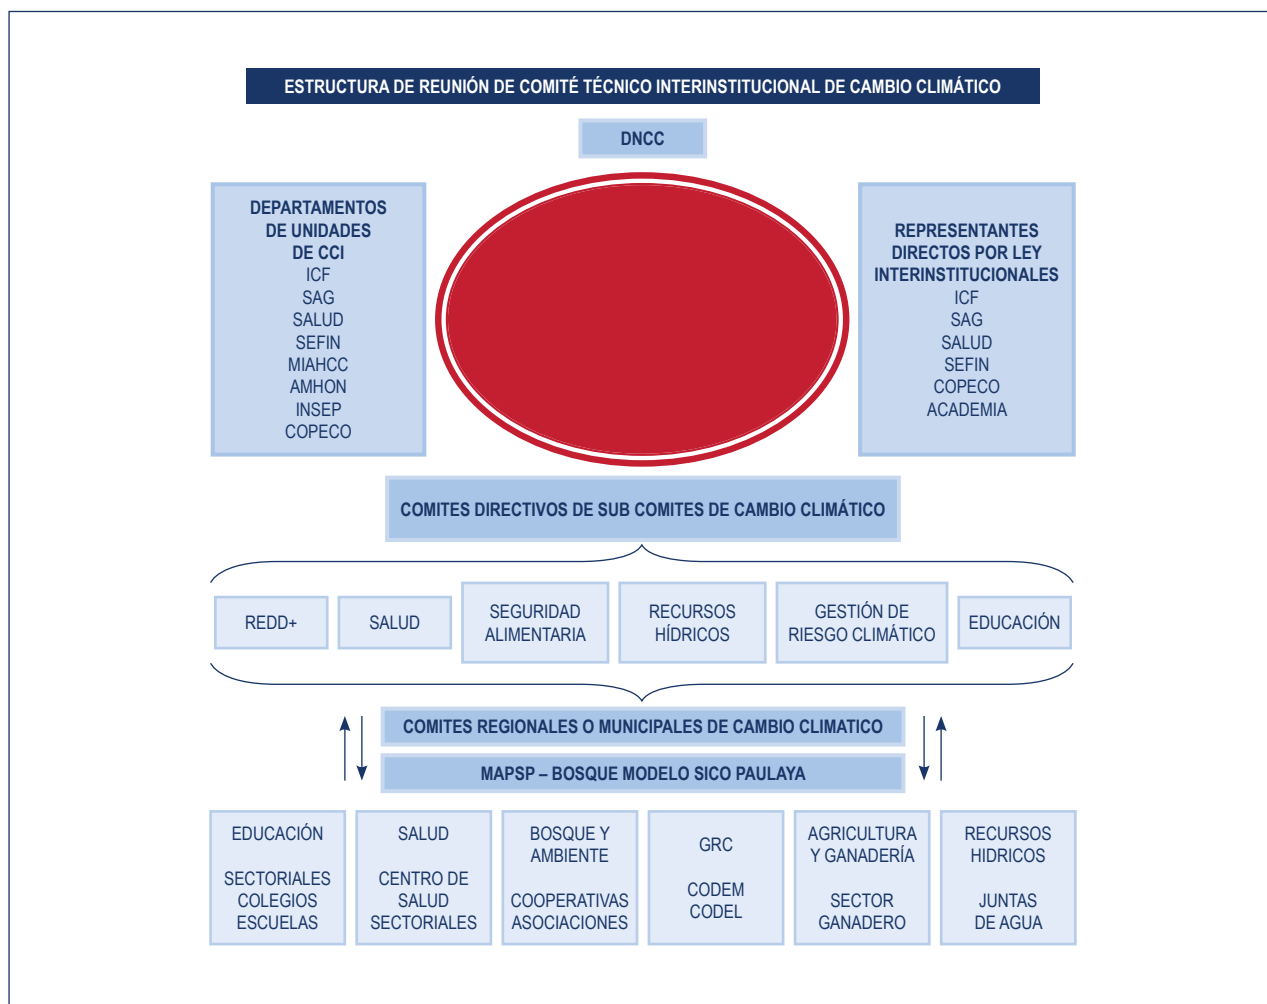 ESTRUCTURA DE REUNIÓN DE COMITÉ TÉCNICO INTERINSTITUCIONAL DE CAMBIO CLIMÁTICO
DNCC
DEPARTAMENTOS
DE UNIDADES
DE CCI
ICF
SAG
SALUD
SEFIN
MIAHCC
AMHON
INSEP
COPECO
REPRESENTANTES
DIRECTOS POR LEY
INTERINSTITUCIONALES
ICF
SAG
SALUD
SEFIN
COPECO
ACADEMIA
COMITES DIRECTIVOS DE SUB COMITES DE CAMBIO CLIMÁTICO
REDD+
SALUD
SEGURIDAD
ALIMENTARIA
RECURSOS
HÍDRICOS
GESTIÓN DE
RIESGO CLIMÁTICO
EDUCACIÓN
COMITES REGIONALES O MUNICIPALES DE CAMBIO CLIMATICO
MAPSP – BOSQUE MODELO SICO PAULAYA
EDUCACIÓN
SECTORIALES
COLEGIOS
ESCUELAS
SALUD
CENTRO DE
SALUD
SECTORIALES
BOSQUE Y
AMBIENTE
COOPERATIVAS
ASOCIACIONES
GRC
CODEM
CODEL
AGRICULTURA
Y GANADERÍA
SECTOR
GANADERO
RECURSOS
HIDRICOS
JUNTAS
DE AGUA